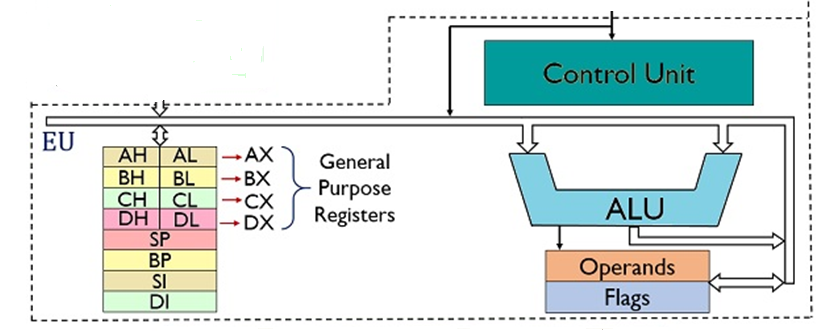 Control Unit
EU
AH AL AX
BH BL BX
CH CL CX
DH DL DX
General
Purpose
Registers
SP
BP
SI
DI
ALU
Operands
Flags